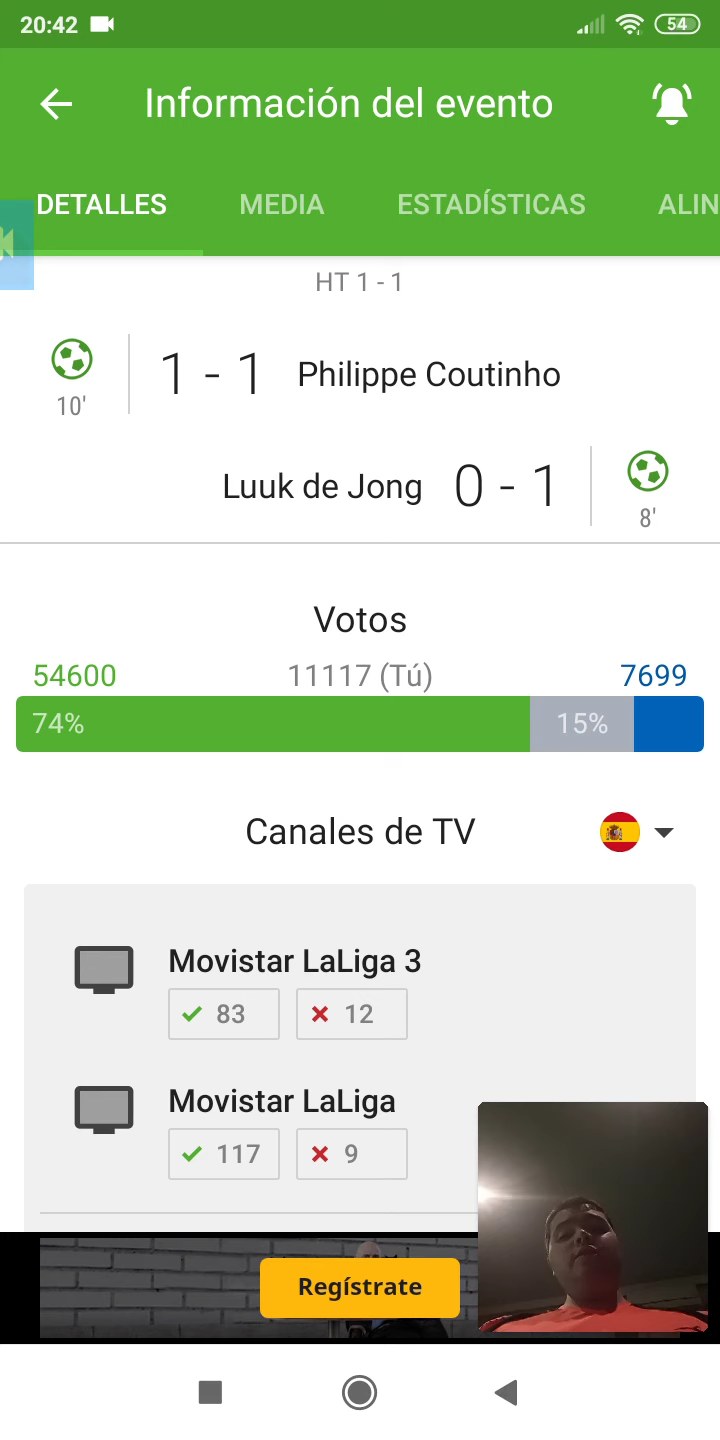 20:42 54
Información del evento
DETALLES MEDIA ESTADÍSTICAS ALIN
HT 1 - 1
10' 1 - 1 Philippe Coutinho
Luuk de Jong 0 - 1 8'
Votos
54600 11117 (Tú) 7699
74% 15%
Canales de TV
Movistar LaLiga 3
83 12
Movistar LaLiga
117 9
Regístrate